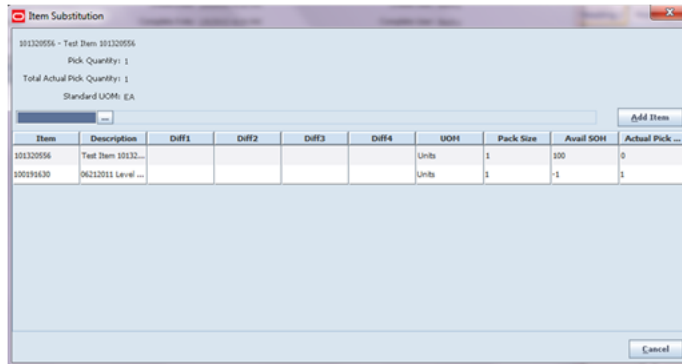 Item Substitution
101320556 - Test Item 101320556
Pick Quantity: 1
Total Actual Pick Quantity: 1
Standard UOM: EA
... Add Item
Item Description Diff1 Diff2 Diff3 Diff4 UOM Pack Size Avail SOH Actual Pick ...
101320556 Test Item 10132... Units 1 100 0
100191630 06212011 Level ... Units 1 -1 1
Cancel